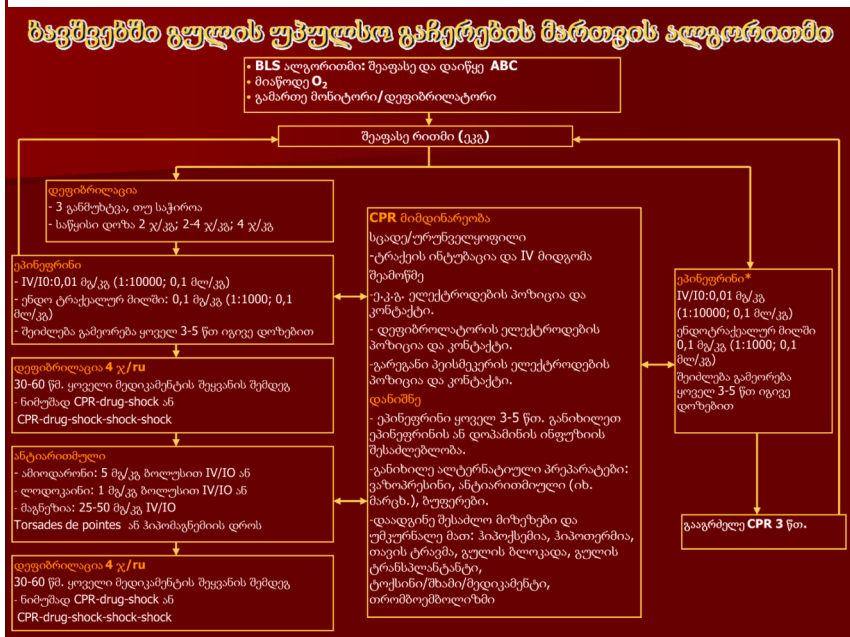 ბავშვებში გულის უპულსო გაჩერების მართვის ალგორითმი
• BLS ალგორითმი: შეაფასე და დაიწყე ABC
• მიაწოდე O₂
• გამართე მონიტორი/დეფიბრილატორი
შეაფასე რითმი (ეკგ)
დეფიბრილაცია
- 3 განმუხტვა, თუ საჭიროა
- საწყისი დოზა 2 ჯ/კგ; 2-4 ჯ/კგ; 4 ჯ/კგ
ეპინეფრინი
- IV/I0:0,01 მგ/კგ (1:10000; 0,1 მლ/კგ)
- ენდო ტრაქეალურ მილში: 0,1 მგ/კგ (1:1000; 0,1
მლ/კგ)
- შეიძლება გამეორება ყოველ 3-5 წთ იგივე დოზებით
დეფიბრილაცია 4 ჯ/ru
30-60 წმ. ყოველი მედიკამენტის შეყვანის შემდეგ
- ნიმუშად CPR-drug-shock ან
CPR-drug-shock-shock-shock
ანტიარითმული
- ამიოდარონი: 5 მგ/კგ ბოლუსით IV/IO ან
- ლოდოკაინი: 1 მგ/კგ ბოლუსით IV/IO ან
- მაგნეზია: 25-50 მგ/კგ IV/IO
Torsades de pointes ან ჰიპომაგნემიის დროს
დეფიბრილაცია 4 ჯ/ru
30-60 წმ. ყოველი მედიკამენტის შეყვანის შემდეგ
- ნიმუშად CPR-drug-shock ან
CPR-drug-shock-shock-shock
CPR მიმდინარეობა
სცადე/ურუნველყოფილი
-ტრაქეის ინტუბაცია და IV მიდგომა
შეამოწმე
-ე.კ.გ. ელექტროდების პოზიცია და
კონტაქტი.
- დეფიბროლატორის ელექტროდების
პოზიცია და კონტაქტი.
-გარეგანი პეისმეკერის ელექტროდების
პოზიცია და კონტაქტი.
დანიშნე
- ეპინეფრინი ყოველ 3-5 წთ. განიხილეთ
ეპინეფრინის ან დოპამინის ინფუზიის
შესაძლებლობა.
-განიხილე ალტერნატიული პრეპარატები:
ვაზოპრესინი, ანტიარითმიული (იხ.
მარცხ.), ბუფერები.
-დაადგინე შესაძლო მიზეზები და
უმკურნალე მათ: ჰიპოქსემია, ჰიპოთერმია,
თავის ტრავმა, გულის ბლოკადა, გულის
ტრანსპლანტანტი,
ტოქსინი/შხამი/მედიკამენტი,
თრომბოემბოლიზმი
ეპინეფრინი*
IV/I0:0,01 მგ/კგ
(1:10000; 0,1 მლ/კგ)
ენდოტრაქეალურ მილში
0,1 მგ/კგ (1:1000; 0,1
მლ/კგ)
შეიძლება გამეორება
ყოველ 3-5 წთ იგივე
დოზებით
გააგრძელე CPR 3 წთ.